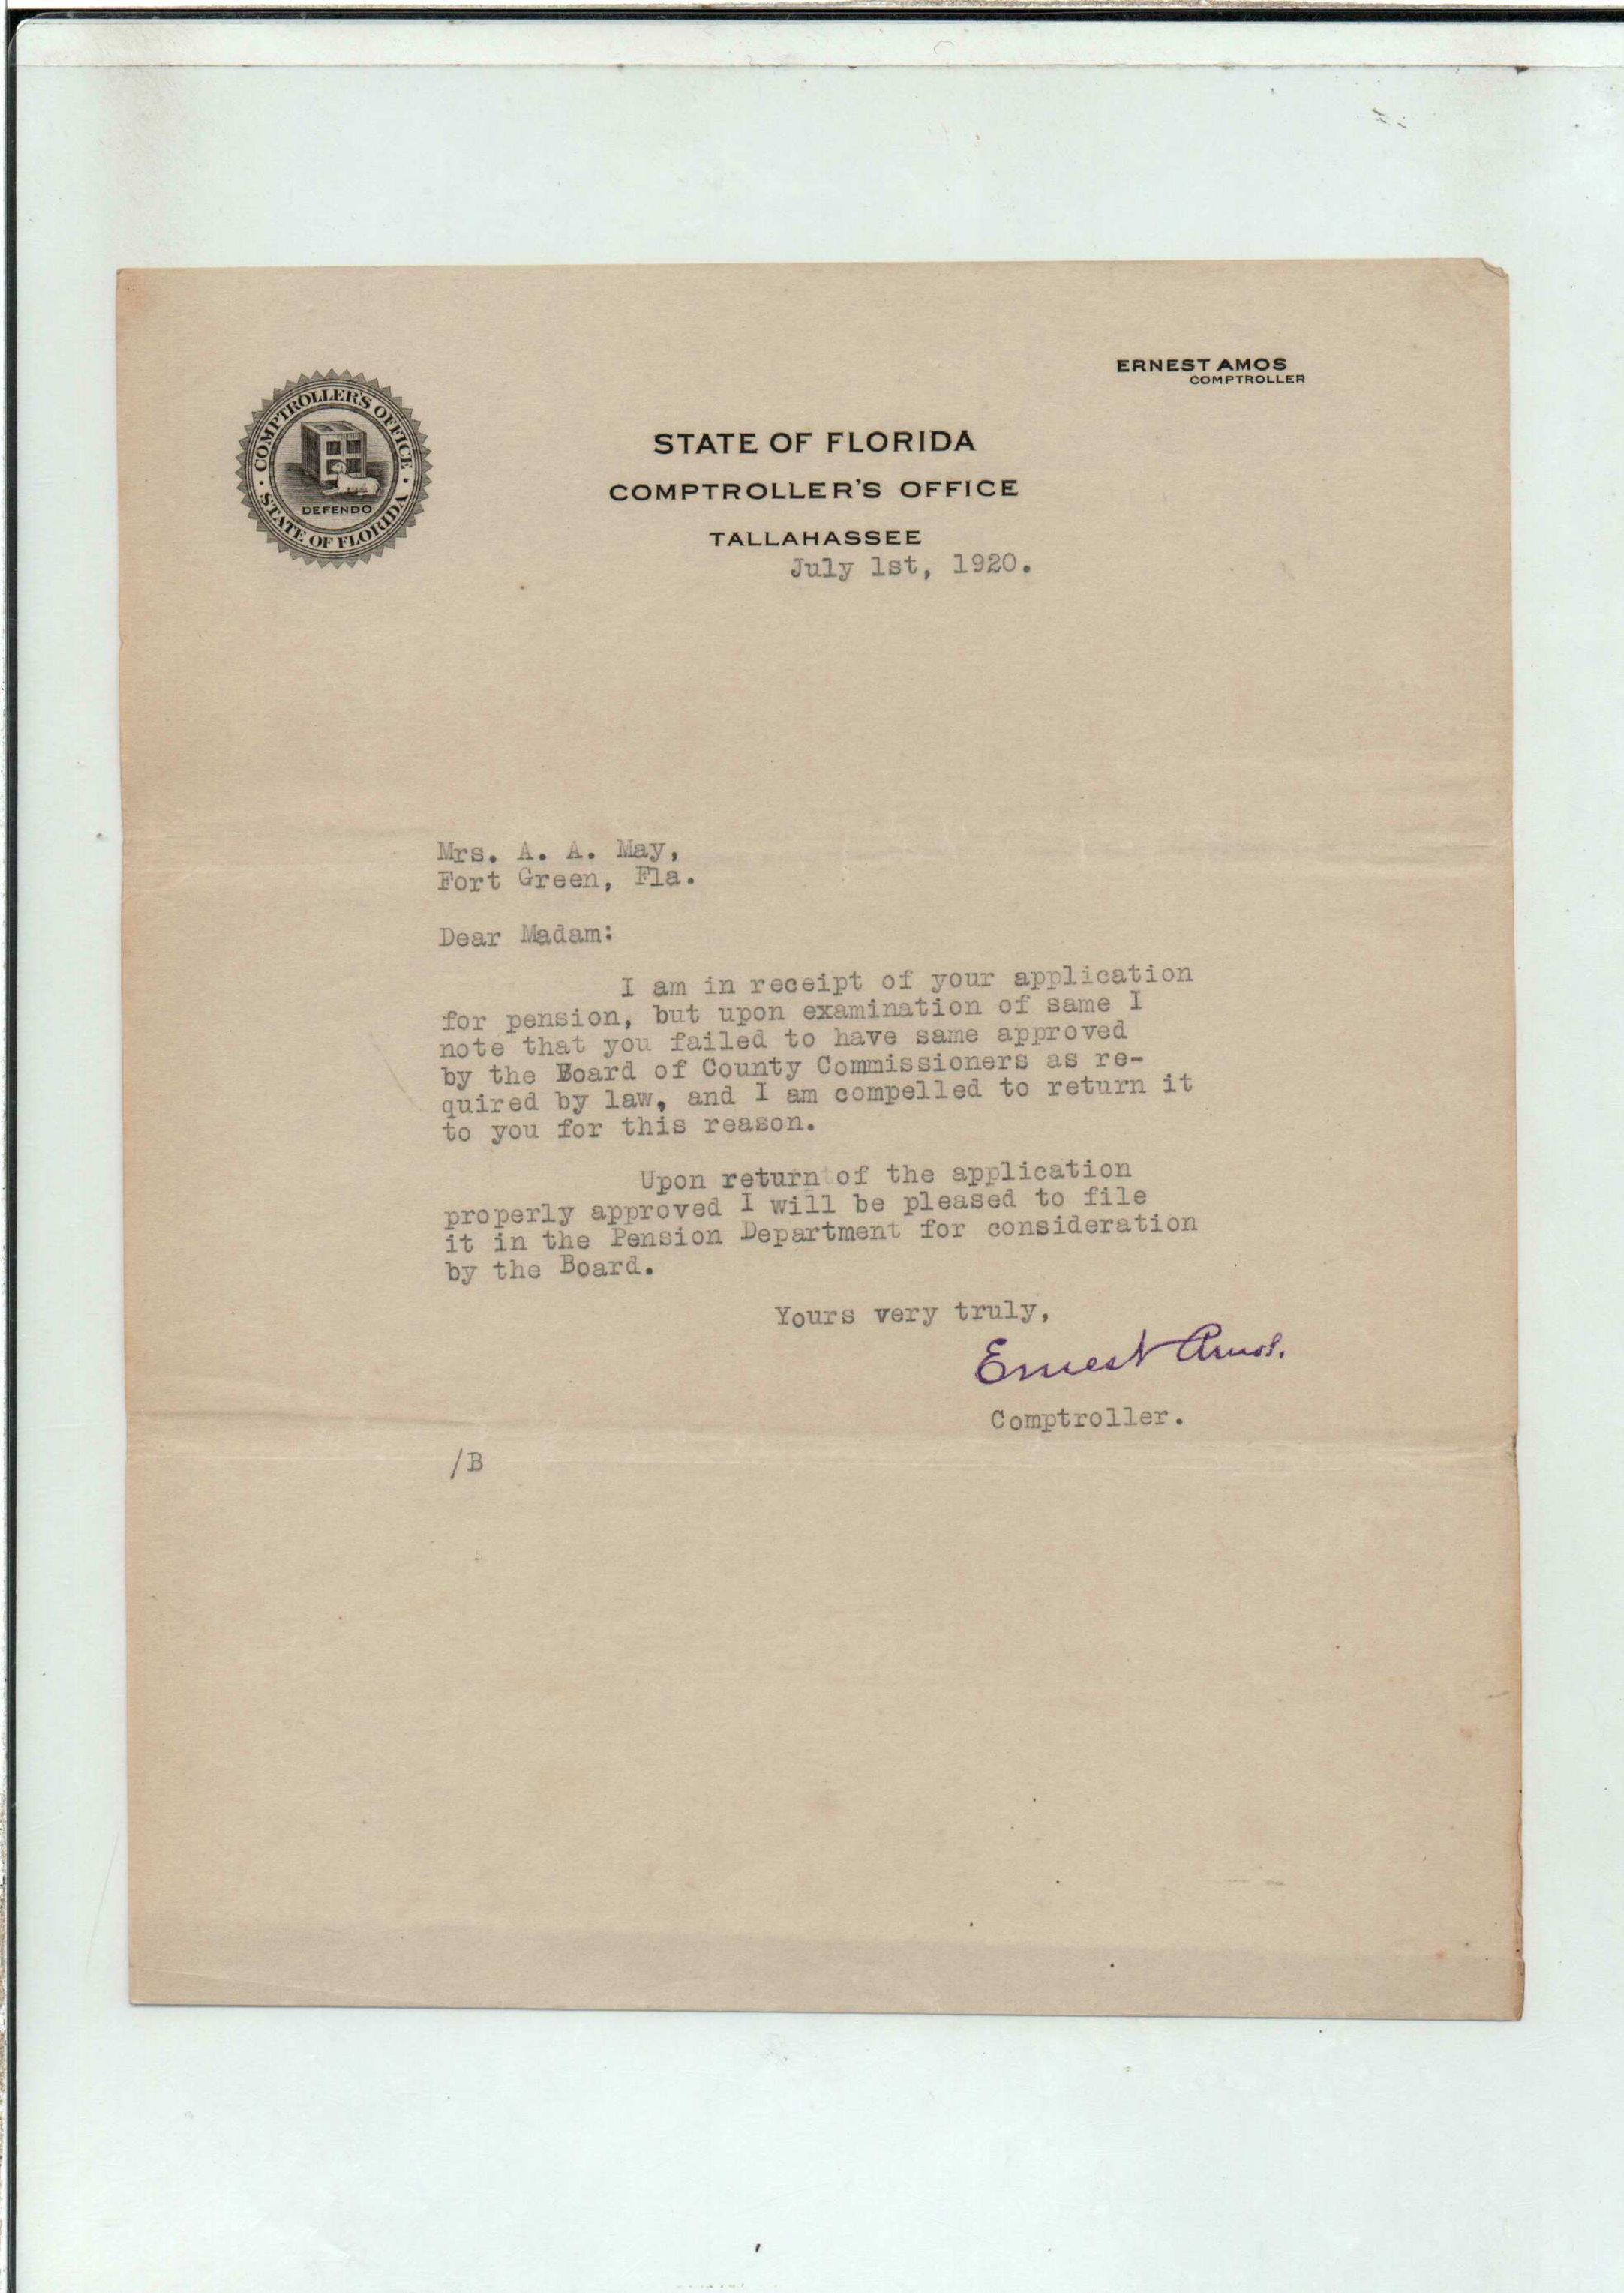 ERNEST AMOS
COMPTROLLER
COMPTROLLER'S OFFICE
STATE OF FLORIDA
DEFENDO
STATE OF FLORIDA
COMPTROLLER'S OFFICE
TALLAHASSEE
July 1st, 1920.
Mrs. A. A. May,
Fort Green, Fla.
Dear Madam:
I am in receipt of your application
for pension, but upon examination of same I
note that you failed to have same approved
by the Board of County Commissioners as re-
quired by law, and I am compelled to return it
to you for this reason.
Upon return of the application
properly approved I will be pleased to file
it in the Pension Department for consideration
by the Board.
Yours very truly,
Ernest Amos.
Comptroller.
/B